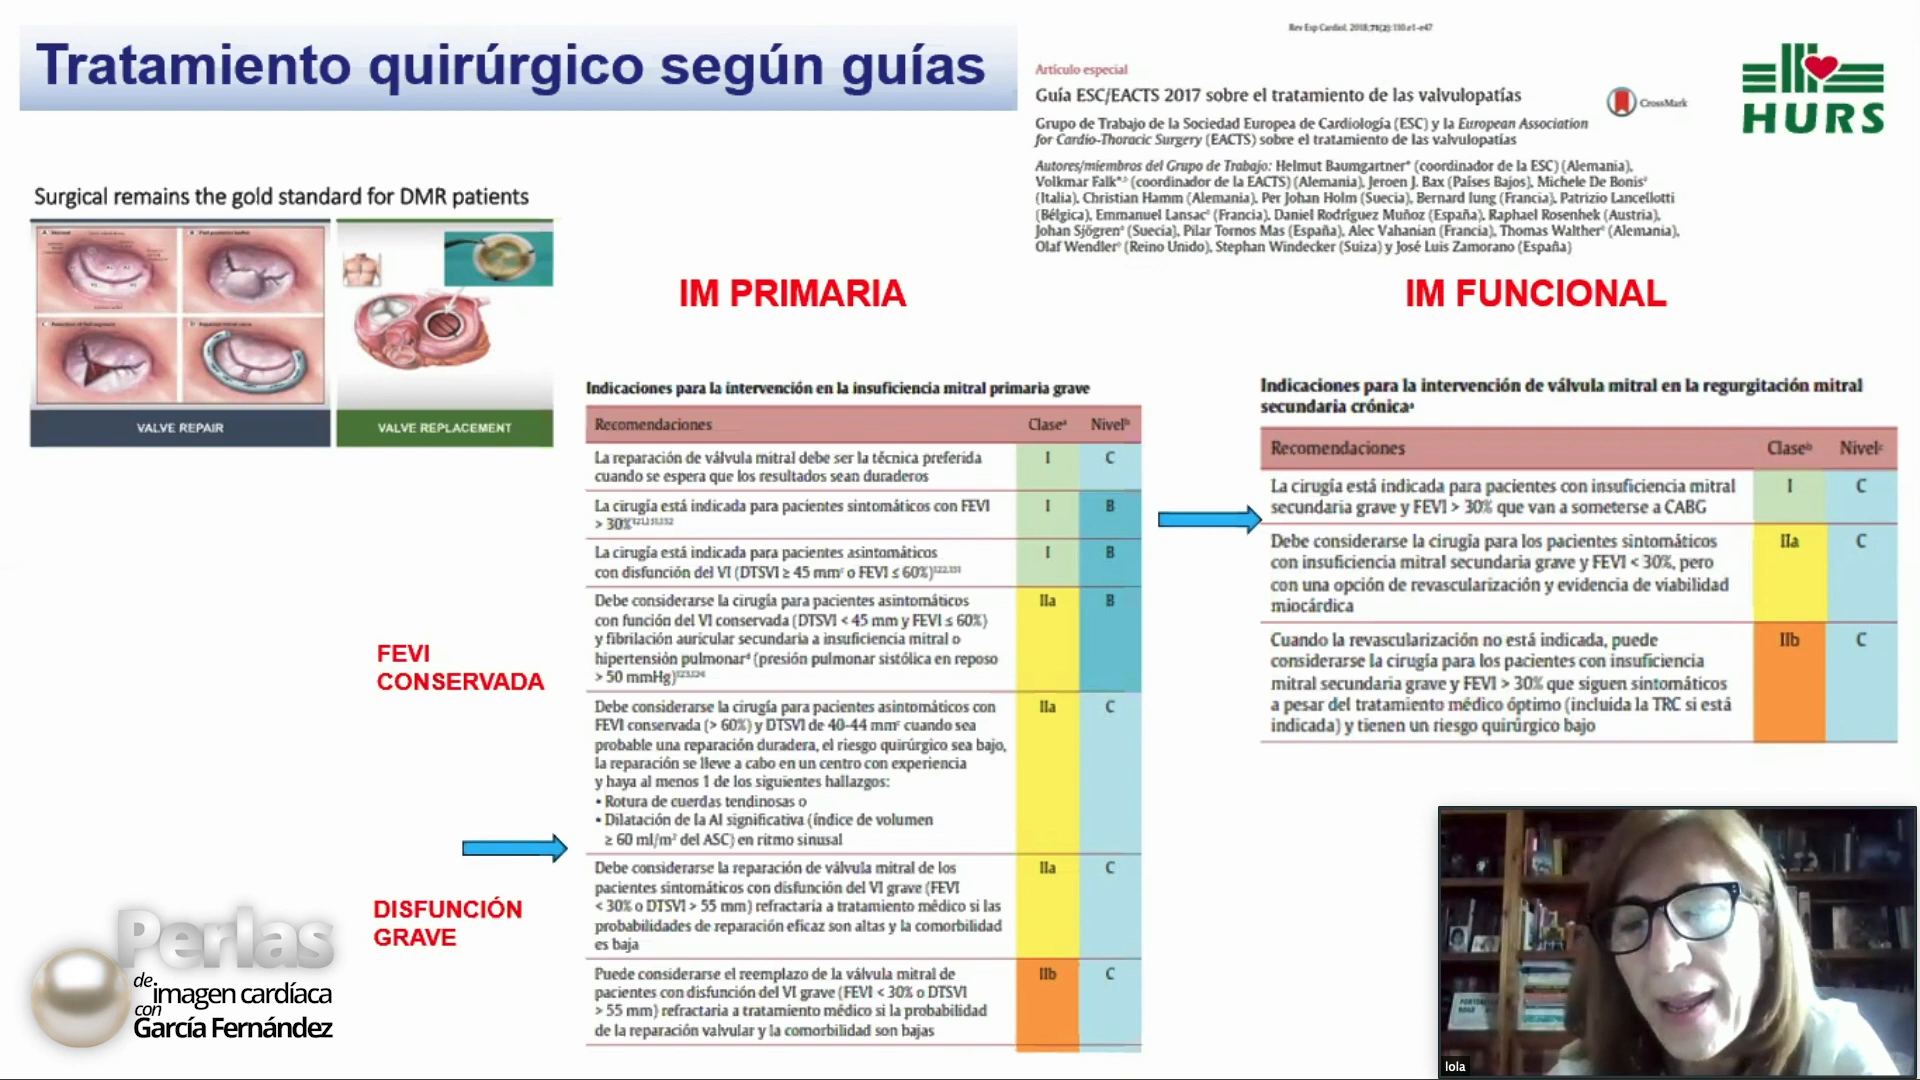 Tratamiento quirúrgico según guías
Rev Esp Cardiol. 2018;71(2):110.e1-e47
Artículo especial
Guía ESC/EACTS 2017 sobre el tratamiento de las valvulopatías
CrossMark
HURS
Grupo de Trabajo de la Sociedad Europea de Cardiología (ESC) y la European Association
for Cardio-Thoracic Surgery (EACTS) sobre el tratamiento de las valvulopatías
Autores/miembros del Grupo de Trabajo: Helmut Baumgartner* (coordinador de la ESC) (Alemania),
Volkmar Falk*, (coordinador de la EACTS) (Alemania), Jeroen J. Bax (Países Bajos), Michele De Bonis
(Italia), Christian Hamm (Alemania), Per Johan Holm (Suecia), Bernard Iung (Francia), Patrizio Lancellotti
(Bélgica), Emmanuel Lansac (Francia), Daniel Rodríguez Muñoz (España), Raphael Rosenhek (Austria),
Johan Sjögren (Suecia), Pilar Tornos Mas (España), Alec Vahanian (Francia), Thomas Walther (Alemania),
Olaf Wendler (Reino Unido), Stephan Windecker (Suiza) y José Luis Zamorano (España)
Surgical remains the gold standard for DMR patients
VALVE REPAIR
VALVE REPLACEMENT
IM PRIMARIA
Indicaciones para la intervención en la insuficiencia mitral primaria grave
Recomendaciones Claseª Nivelᵇ
La reparación de válvula mitral debe ser la técnica preferida I C
cuando se espera que los resultados sean duraderos
La cirugía está indicada para pacientes sintomáticos con FEVI I B
> 30%
La cirugía está indicada para pacientes asintomáticos I B
con disfunción del VI (DTSVI ≥ 45 mmᶜ o FEVI ≤ 60%)
Debe considerarse la cirugía para pacientes asintomáticos IIa B
con función del VI conservada (DTSVI < 45 mm y FEVI ≤ 60%)
y fibrilación auricular secundaria a insuficiencia mitral o
hipertensión pulmonarᵈ (presión pulmonar sistólica en reposo
> 50 mmHg)
Debe considerarse la cirugía para pacientes asintomáticos con IIa C
FEVI conservada (> 60%) y DTSVI de 40-44 mmᶜ cuando sea
probable una reparación duradera, el riesgo quirúrgico sea bajo,
la reparación se lleve a cabo en un centro con experiencia
y haya al menos 1 de los siguientes hallazgos:
• Rotura de cuerdas tendinosas o
• Dilatación de la AI significativa (índice de volumen
≥ 60 ml/m² del ASC) en ritmo sinusal
Debe considerarse la reparación de válvula mitral de los IIa C
pacientes sintomáticos con disfunción del VI grave (FEVI
< 30% o DTSVI > 55 mm) refractaria a tratamiento médico si las
probabilidades de reparación eficaz son altas y la comorbilidad
es baja
Puede considerarse el reemplazo de la válvula mitral de IIb C
pacientes con disfunción del VI grave (FEVI < 30% o DTSVI
> 55 mm) refractaria a tratamiento médico si la probabilidad
de la reparación valvular y la comorbilidad son bajas
FEVI
CONSERVADA
DISFUNCIÓN
GRAVE
IM FUNCIONAL
Indicaciones para la intervención de válvula mitral en la regurgitación mitral
secundaria crónicaª
Recomendaciones Claseᵇ Nivelᶜ
La cirugía está indicada para pacientes con insuficiencia mitral I C
secundaria grave y FEVI > 30% que van a someterse a CABG
Debe considerarse la cirugía para los pacientes sintomáticos IIa C
con insuficiencia mitral secundaria grave y FEVI < 30%, pero
con una opción de revascularización y evidencia de viabilidad
miocárdica
Cuando la revascularización no está indicada, puede IIb C
considerarse la cirugía para los pacientes con insuficiencia
mitral secundaria grave y FEVI > 30% que siguen sintomáticos
a pesar del tratamiento médico óptimo (incluida la TRC si está
indicada) y tienen un riesgo quirúrgico bajo
Perlas
de
imagen cardíaca
con
García Fernández
lola